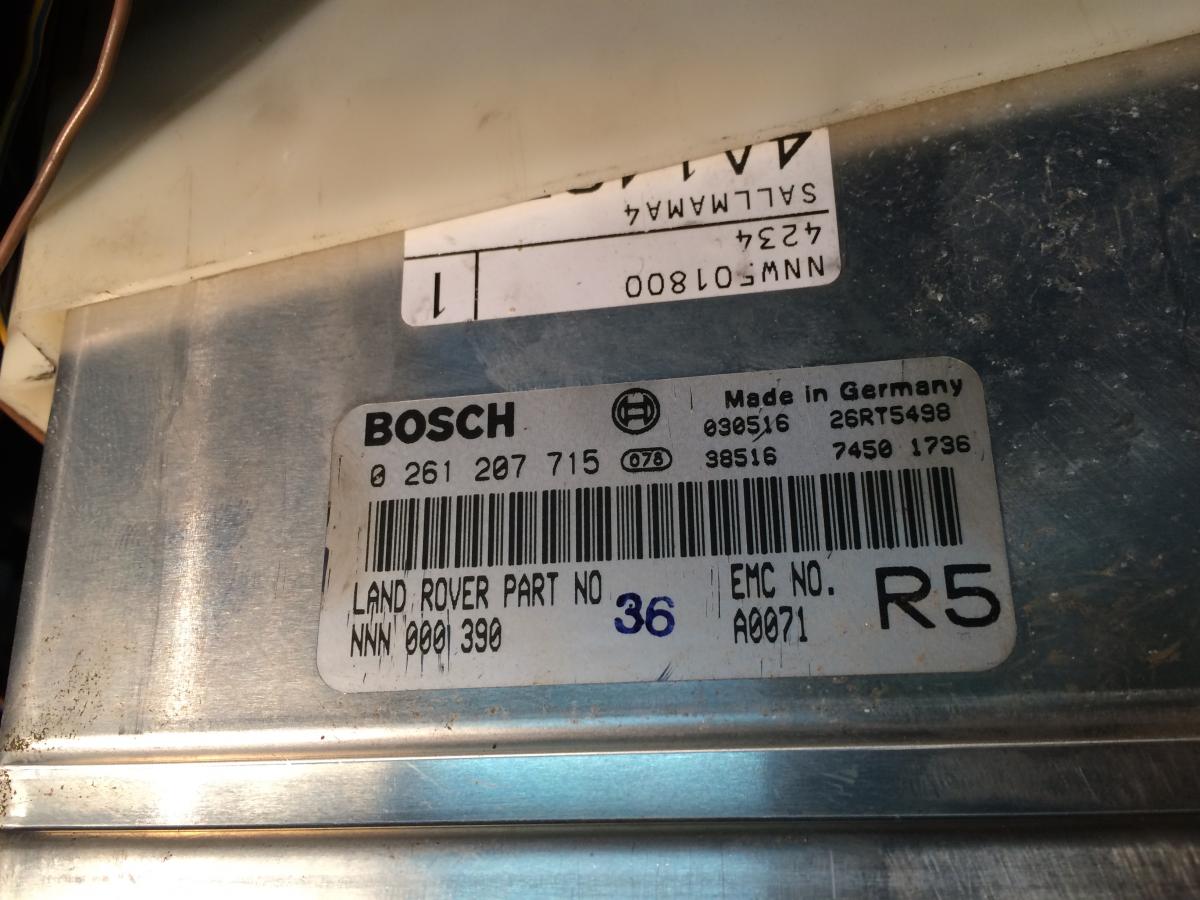 NNW501800
4234
1
SALLMAMA4
BOSCH
Made in Germany
030516 26RT5498
0 261 207 715 078 38516 7450 1736
LAND ROVER PART NO
NNN 000 390
36
EMC NO.
A0071
R5